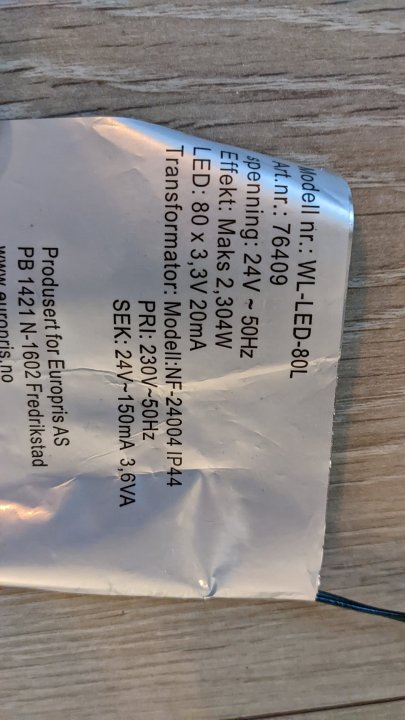 Modell nr.: WL-LED-80L
Art.nr.: 76409
spenning: 24V ~ 50Hz
Effekt: Maks 2,304W
LED: 80 x 3,3V 20mA
Transformator: Modell:NF-24004 IP44
PRI: 230V~50Hz
SEK: 24V~150mA 3,6VA
Produsert for Europris AS
PB 1421 N-1602 Fredrikstad
www.europris.no